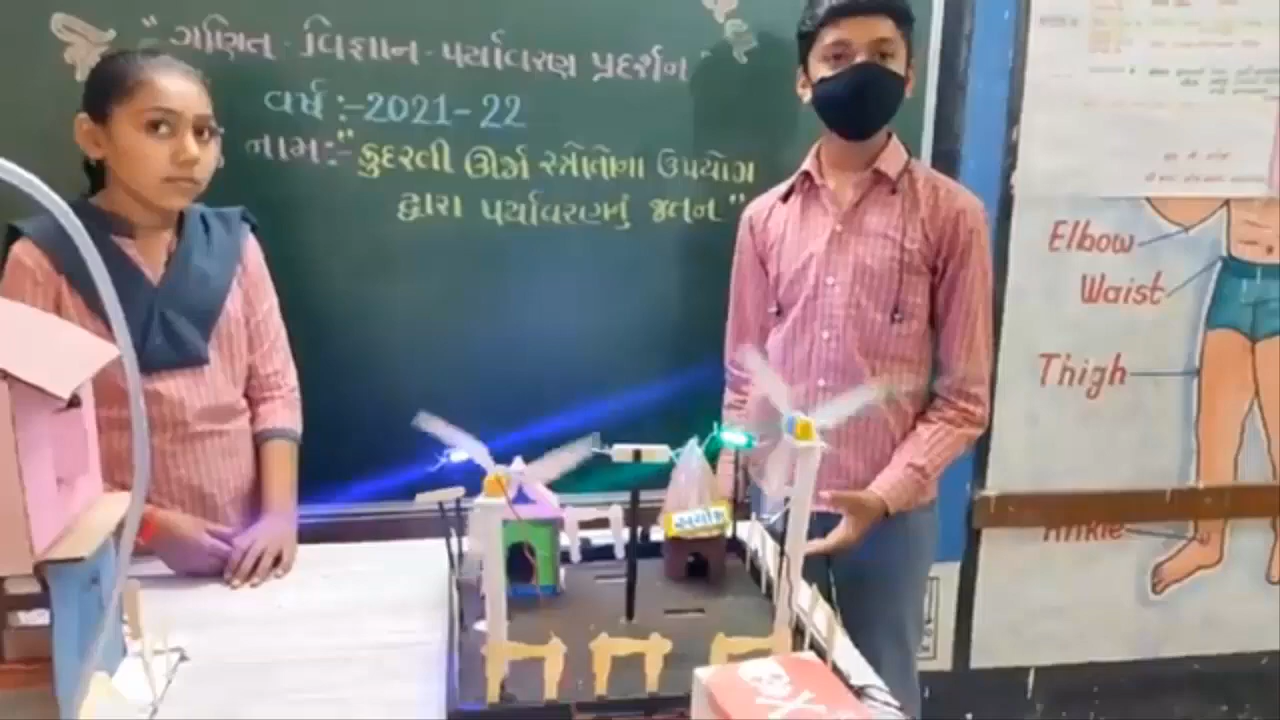 "ગણિત - વિજ્ઞાન - પર્યાવરણ પ્રદર્શન"
વર્ષ :- 2021-22
નામ:- "કુદરતી ઊર્જા સ્ત્રોતોના ઉપયોગ
દ્વારા પર્યાવરણનું જતન"
Elbow
Waist
Thigh
Ankle